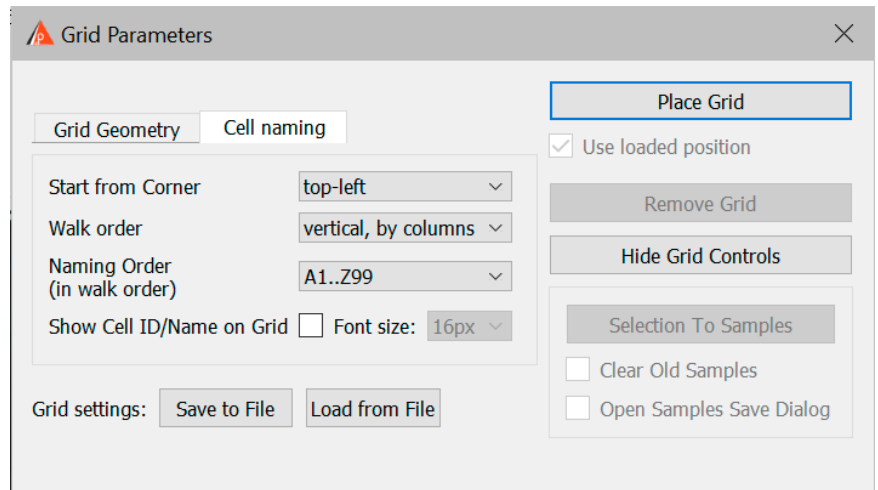 Grid Parameters
Grid Geometry
Cell naming
Start from Corner
top-left
Walk order
vertical, by columns
Naming Order
(in walk order)
A1..Z99
Show Cell ID/Name on Grid
Font size:
16px
Grid settings:
Save to File
Load from File
Place Grid
Use loaded position
Remove Grid
Hide Grid Controls
Selection To Samples
Clear Old Samples
Open Samples Save Dialog